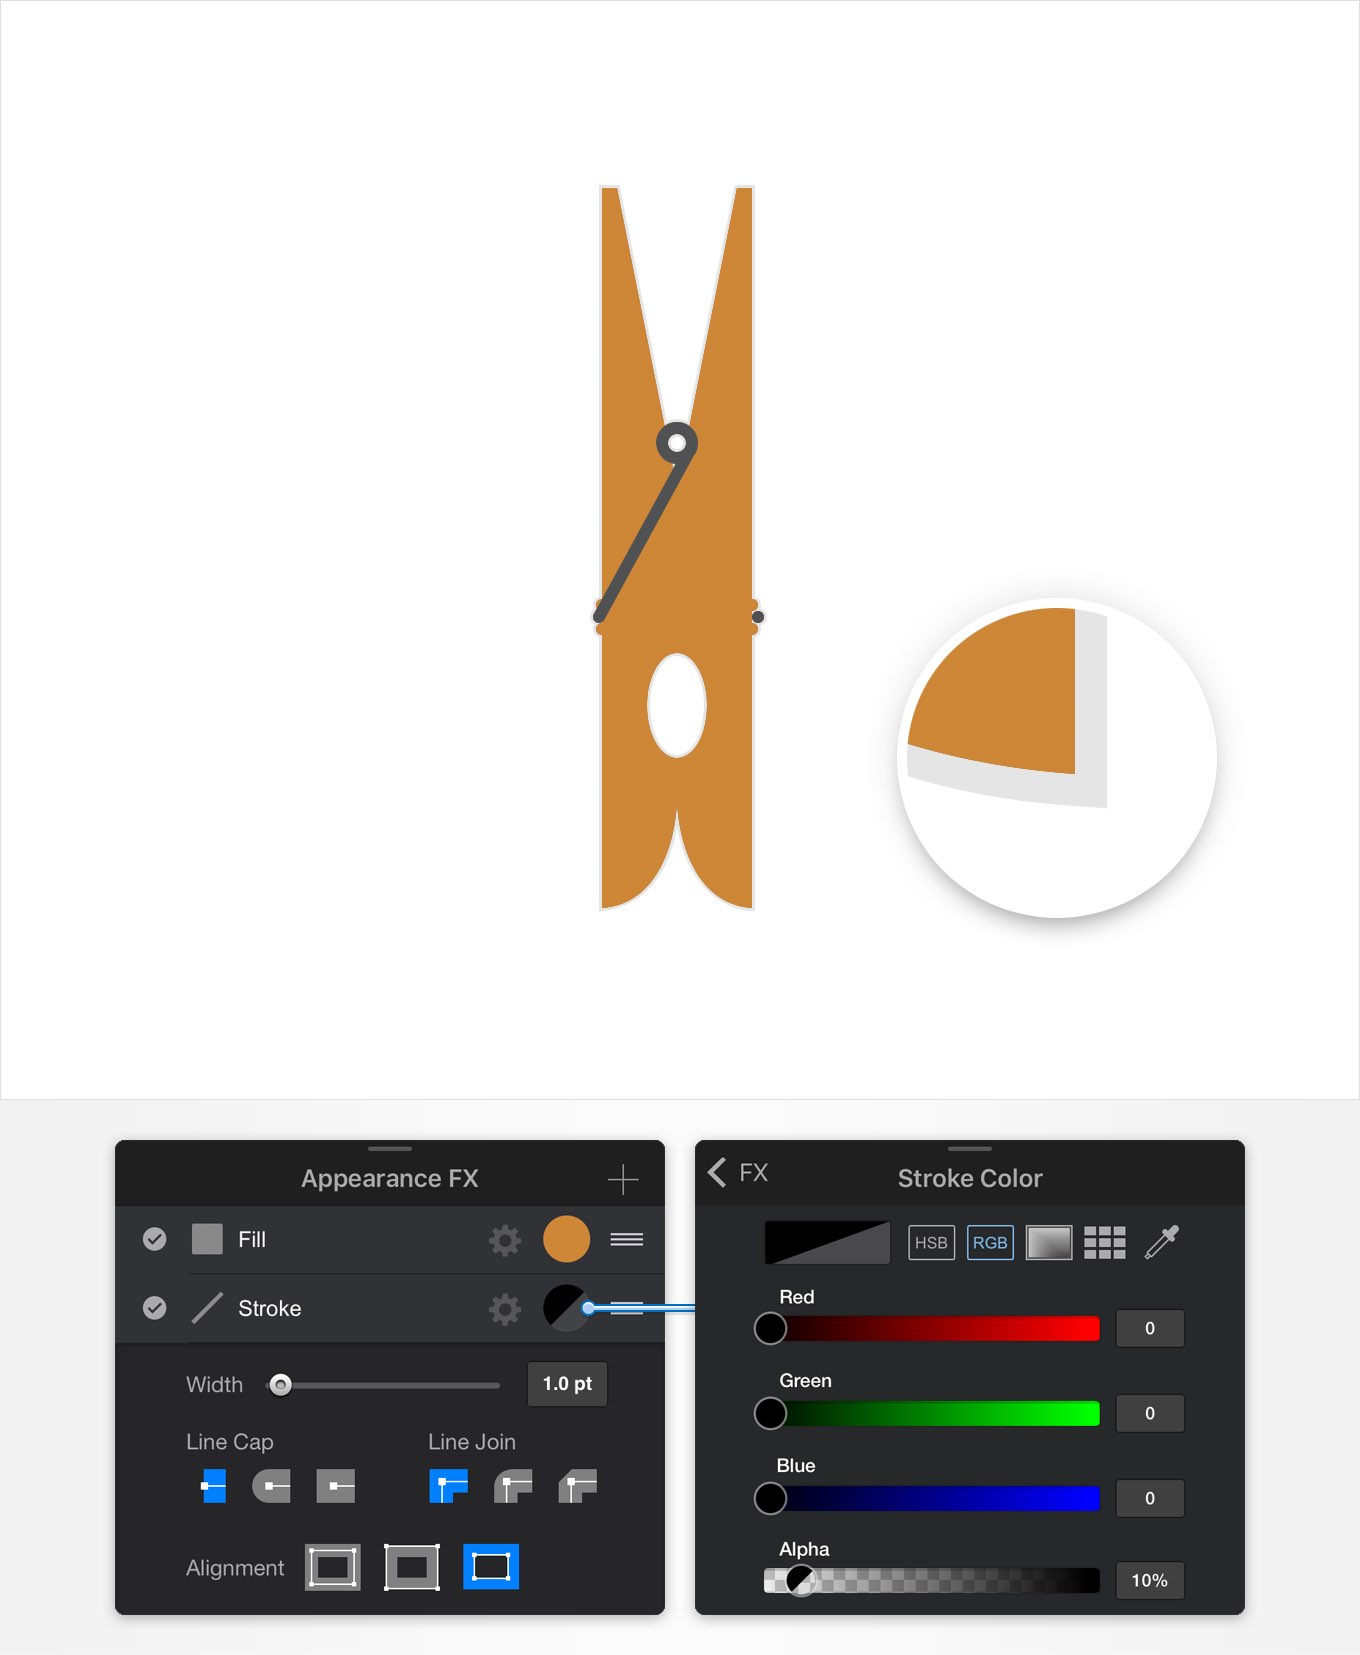 Appearance FX
Fill
Stroke
Width
1.0 pt
Line Cap
Line Join
Alignment
FX
Stroke Color
HSB
RGB
Red
0
Green
0
Blue
0
Alpha
10%